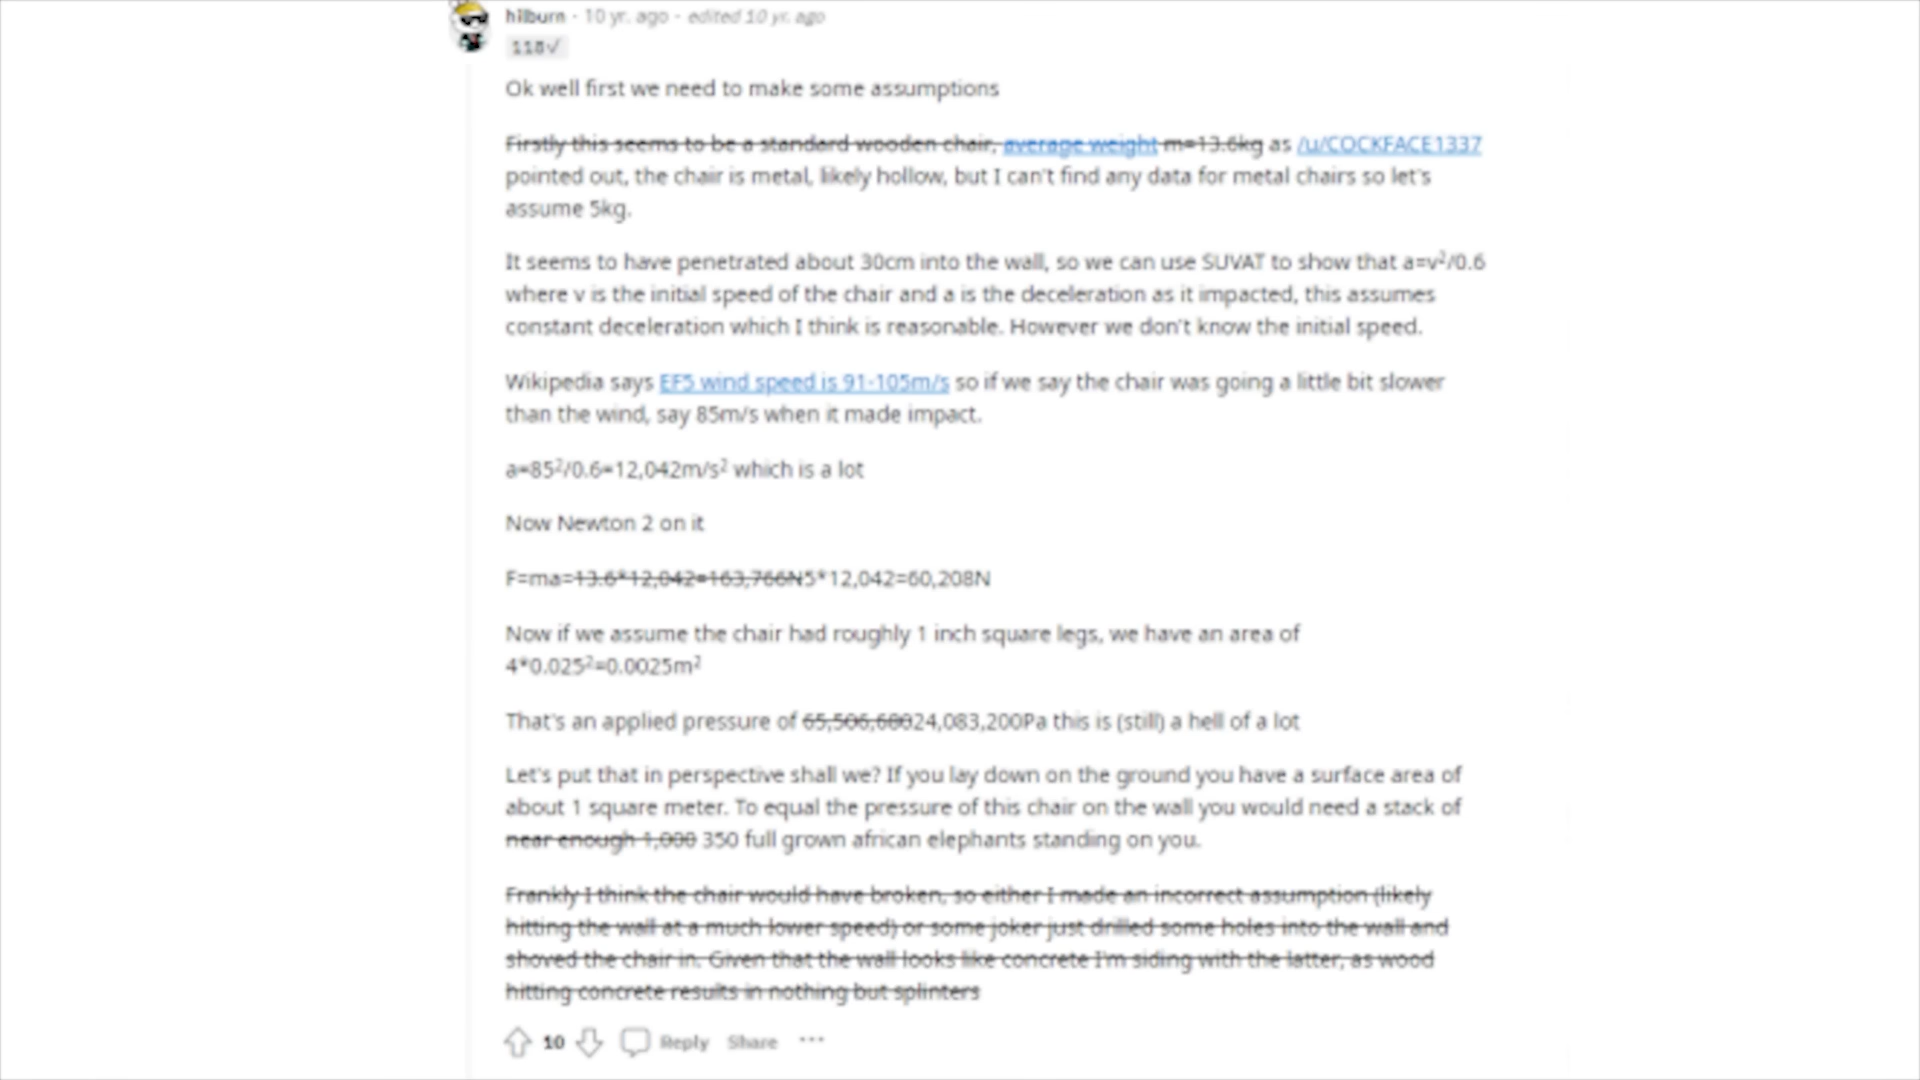 hilburn · 10 yr. ago · edited 10 yr. ago
118✓
Ok well first we need to make some assumptions
Firstly this seems to be a standard wooden chair, average weight m=13.6kg as /u/COCKFACE1337
pointed out, the chair is metal, likely hollow, but I can't find any data for metal chairs so let's
assume 5kg.
It seems to have penetrated about 30cm into the wall, so we can use SUVAT to show that a=v²/0.6
where v is the initial speed of the chair and a is the deceleration as it impacted, this assumes
constant deceleration which I think is reasonable. However we don't know the initial speed.
Wikipedia says EF5 wind speed is 91-105m/s so if we say the chair was going a little bit slower
than the wind, say 85m/s when it made impact.
a=85²/0.6=12,042m/s² which is a lot
Now Newton 2 on it
F=ma=13.6*12,042=163,766N5*12,042=60,208N
Now if we assume the chair had roughly 1 inch square legs, we have an area of
4*0.025²=0.0025m²
That's an applied pressure of 65,506,68024,083,200Pa this is (still) a hell of a lot
Let's put that in perspective shall we? If you lay down on the ground you have a surface area of
about 1 square meter. To equal the pressure of this chair on the wall you would need a stack of
near enough 1,000 350 full grown african elephants standing on you.
Frankly I think the chair would have broken, so either I made an incorrect assumption (likely
hitting the wall at a much lower speed) or some joker just drilled some holes into the wall and
shoved the chair in. Given that the wall looks like concrete I'm siding with the latter, as wood
hitting concrete results in nothing but splinters
10 Reply Share ···